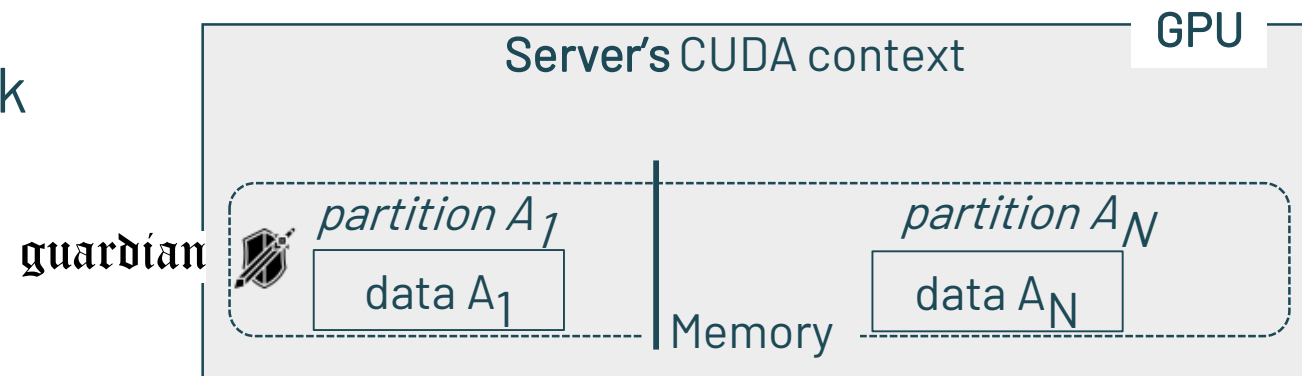 GPU
Server's CUDA context
k
partition A1 partition AN
guardian
data A1 data AN
Memory